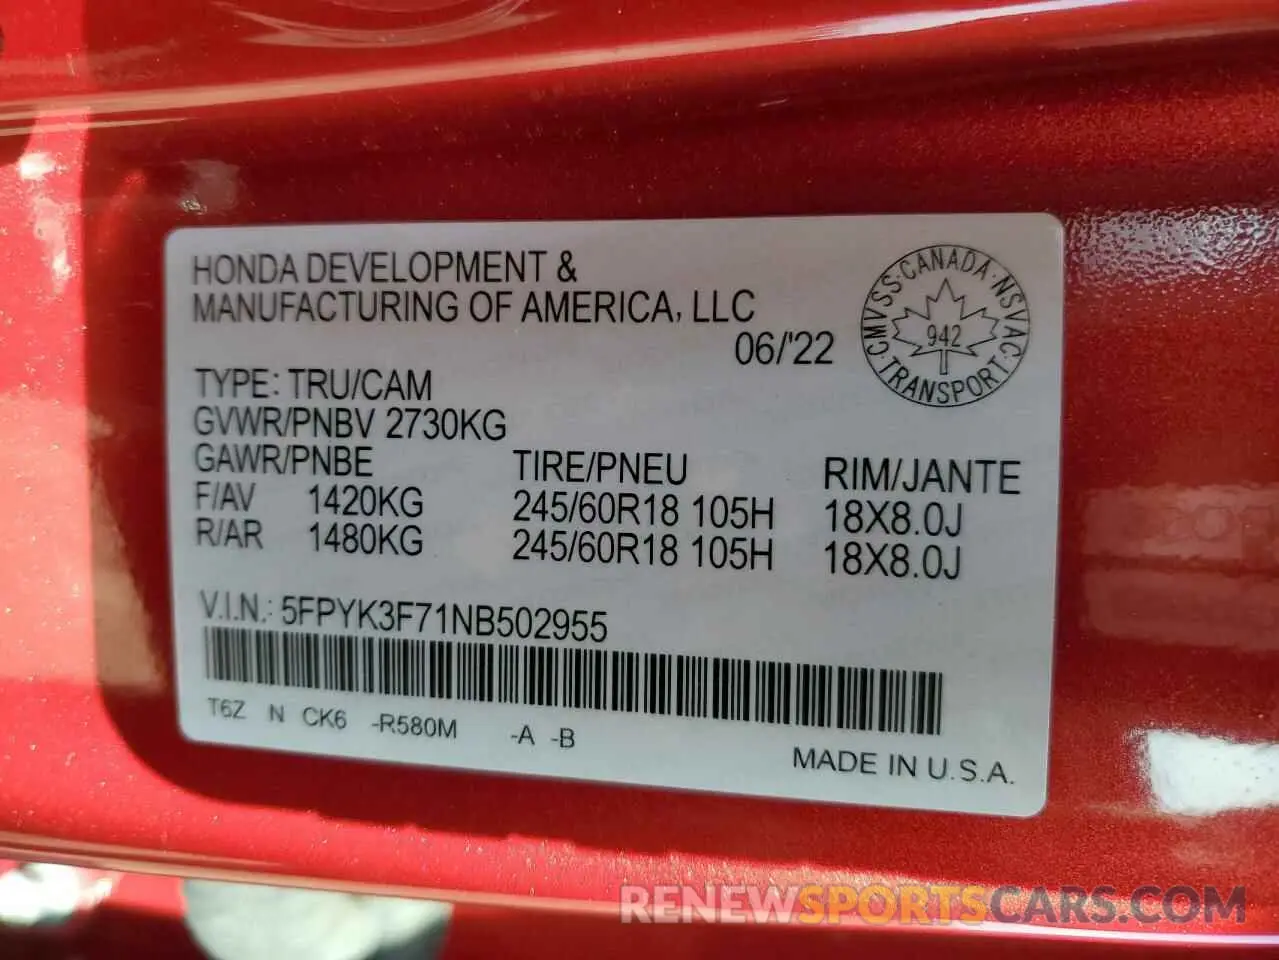 HONDA DEVELOPMENT &
MANUFACTURING OF AMERICA, LLC
06/'22
CMVSS·CANADA·NSVAC·TRANSPORT·
942
TYPE: TRU/CAM
GVWR/PNBV 2730KG
GAWR/PNBE TIRE/PNEU RIM/JANTE
F/AV 1420KG 245/60R18 105H 18X8.0J
R/AR 1480KG 245/60R18 105H 18X8.0J
V.I.N.: 5FPYK3F71NB502955
T6Z N CK6 -R580M -A -B
MADE IN U.S.A.
RENEWSPORTSCARS.COM